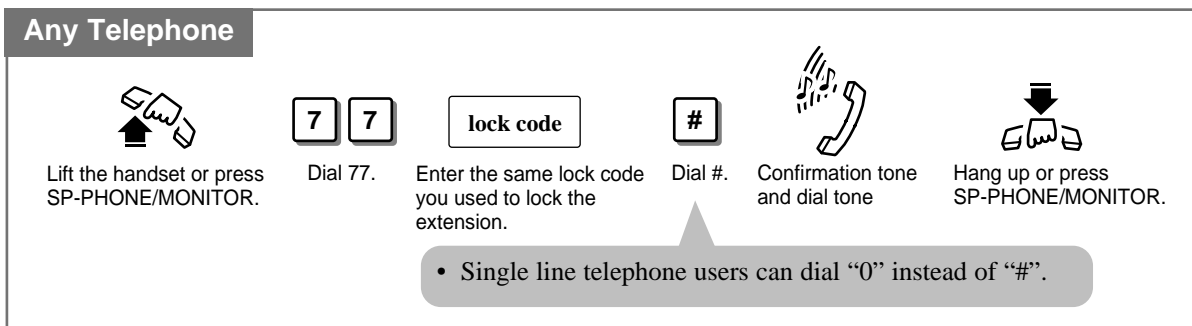 Any Telephone
7 7
lock code
#
Lift the handset or press
SP-PHONE/MONITOR.
Dial 77.
Enter the same lock code
you used to lock the
extension.
Dial #.
Confirmation tone
and dial tone
Hang up or press
SP-PHONE/MONITOR.
• Single line telephone users can dial “0” instead of “#”.